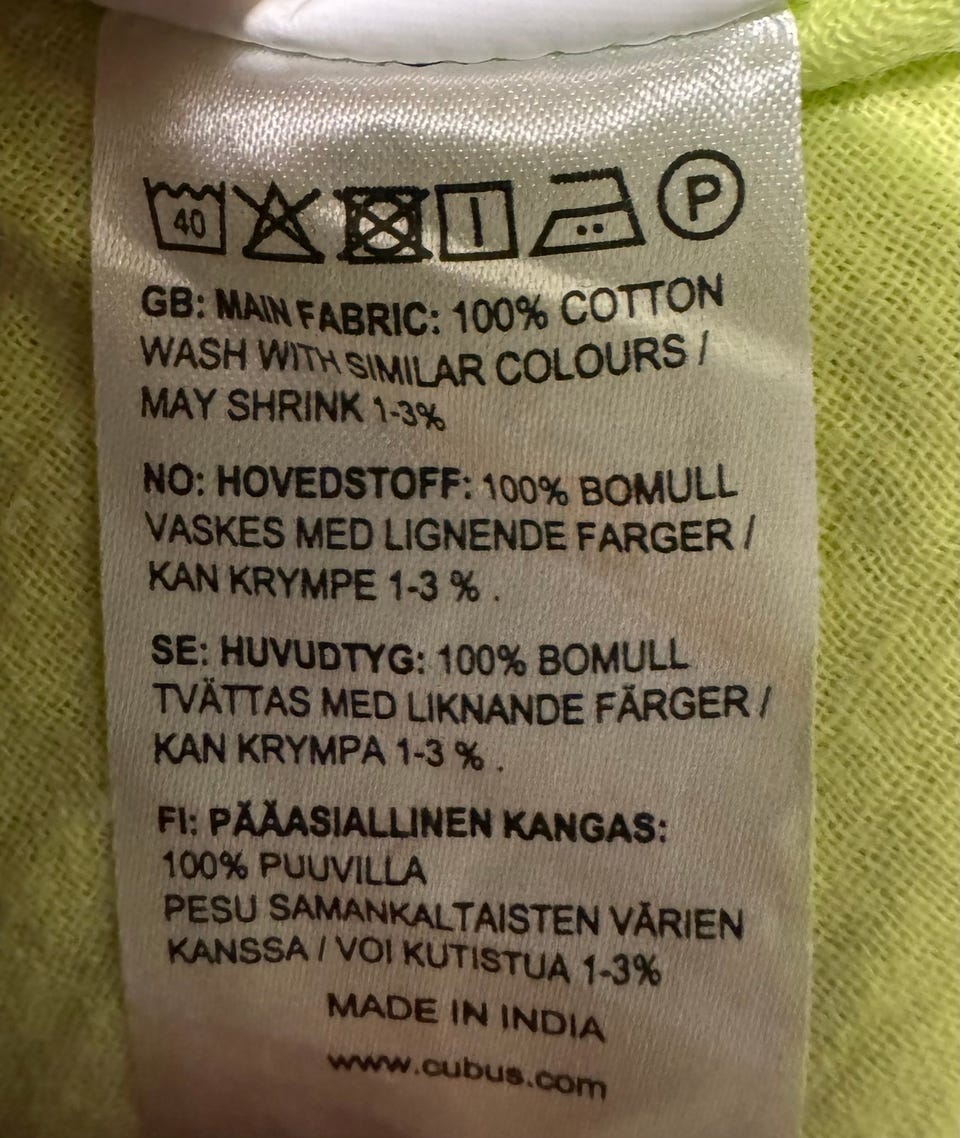 40
P
GB: MAIN FABRIC: 100% COTTON
WASH WITH SIMILAR COLOURS /
MAY SHRINK 1-3%
NO: HOVEDSTOFF: 100% BOMULL
VASKES MED LIGNENDE FARGER /
KAN KRYMPE 1-3 % .
SE: HUVUDTYG: 100% BOMULL
TVÄTTAS MED LIKNANDE FÄRGER /
KAN KRYMPA 1-3 % .
FI: PÄÄASIALLINEN KANGAS:
100% PUUVILLA
PESU SAMANKALTAISTEN VÄRIEN
KANSSA / VOI KUTISTUA 1-3%
MADE IN INDIA
www.cubus.com